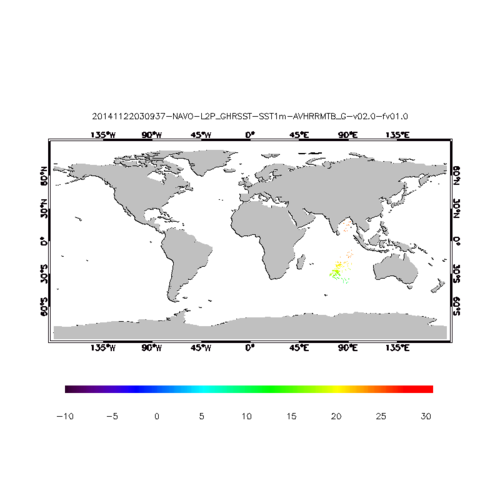 20141122030937-NAVO-L2P_GHRSST-SST1m-AVHRRMTB_G-v02.0-fv01.0
135°W 90°W 45°W 0° 45°E 90°E 135°E
60°N 60°N
30°N 30°N
0° 0°
30°S 30°S
60°S 60°S
135°W 90°W 45°W 0° 45°E 90°E 135°E
-10 -5 0 5 10 15 20 25 30